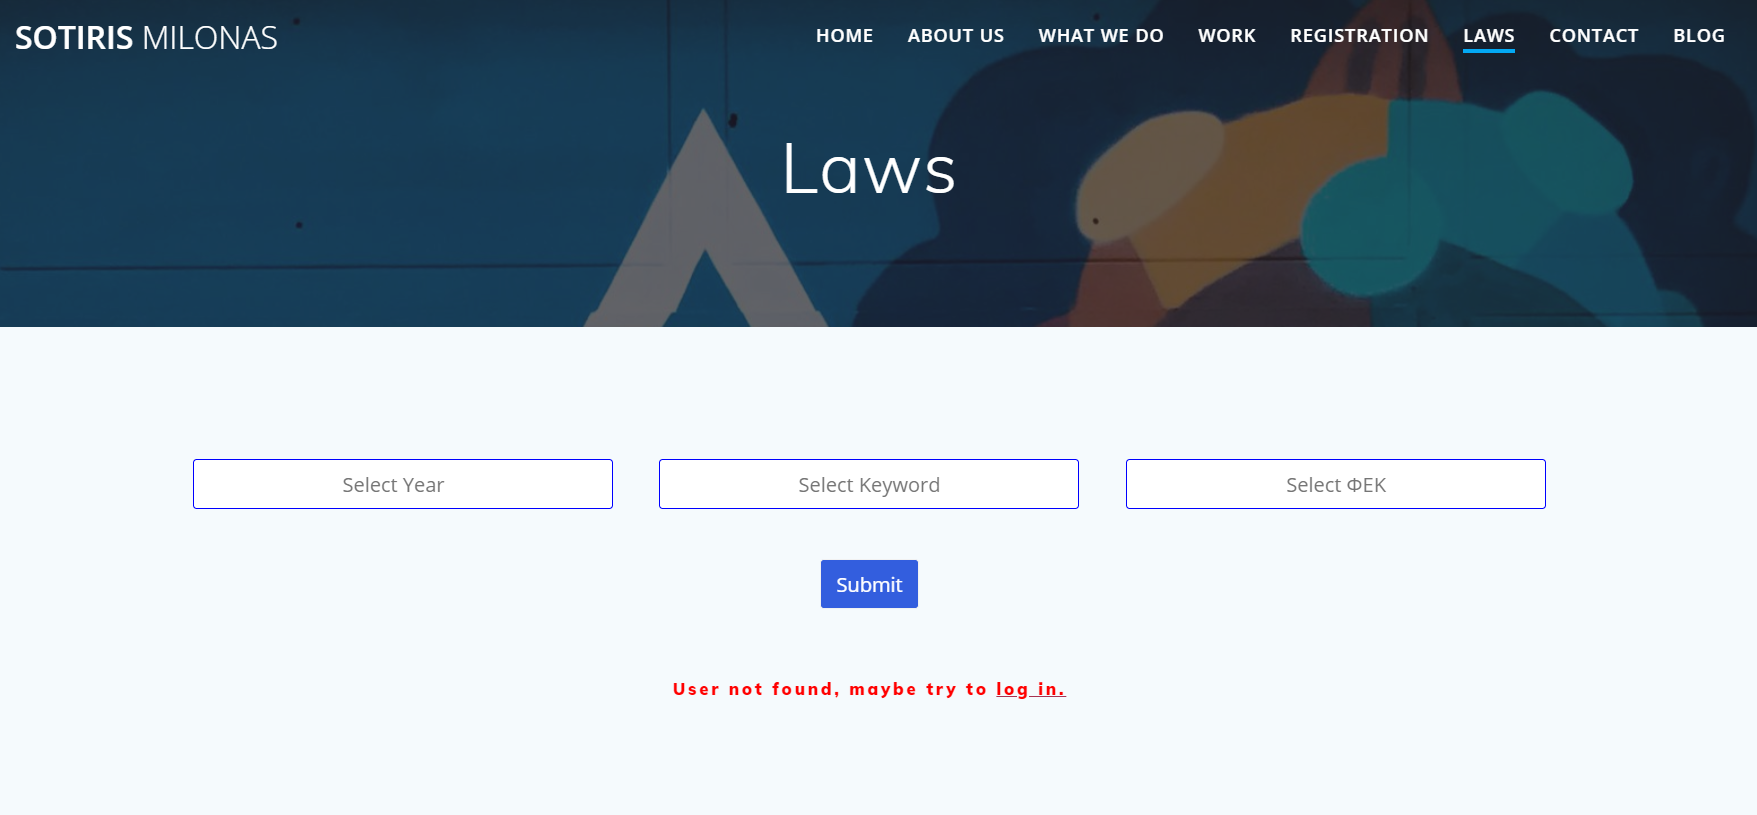 SOTIRIS MILONAS
HOME ABOUT US WHAT WE DO WORK REGISTRATION LAWS CONTACT BLOG
Laws
Select Year Select Keyword Select ΦΕΚ
Submit
User not found, maybe try to log in.